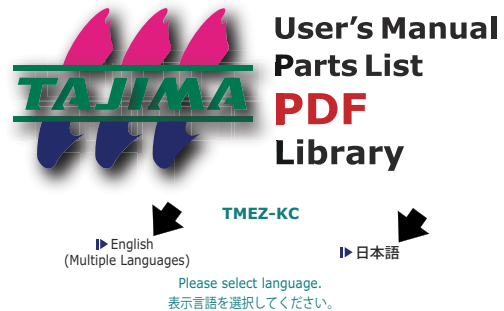 TAJIMA
User's Manual
Parts List
PDF
Library
TMEZ-KC
English
(Multiple Languages)
日本語
Please select language.
表示言語を選択してください。